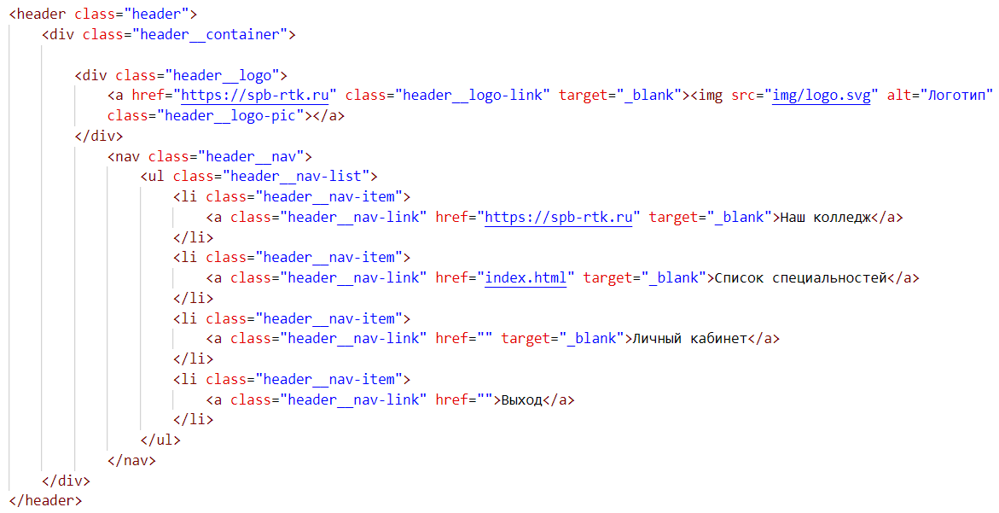 <header class="header">
<div class="header__container">
<div class="header__logo">
<a href="https://spb-rtk.ru" class="header__logo-link" target="_blank"><img src="img/logo.svg" alt="Логотип"
class="header__logo-pic"></a>
</div>
<nav class="header__nav">
<ul class="header__nav-list">
<li class="header__nav-item">
<a class="header__nav-link" href="https://spb-rtk.ru" target="_blank">Наш колледж</a>
</li>
<li class="header__nav-item">
<a class="header__nav-link" href="index.html" target="_blank">Список специальностей</a>
</li>
<li class="header__nav-item">
<a class="header__nav-link" href="" target="_blank">Личный кабинет</a>
</li>
<li class="header__nav-item">
<a class="header__nav-link" href="">Выход</a>
</li>
</ul>
</nav>
</div>
</header>